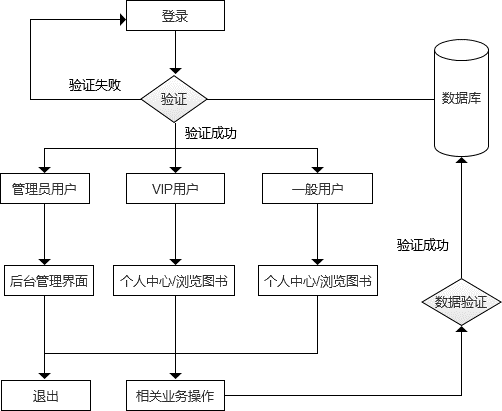 登录
验证失败
验证
数据库
验证成功
管理员用户
VIP用户
一般用户
验证成功
后台管理界面
个人中心/浏览图书
个人中心/浏览图书
数据验证
退出
相关业务操作